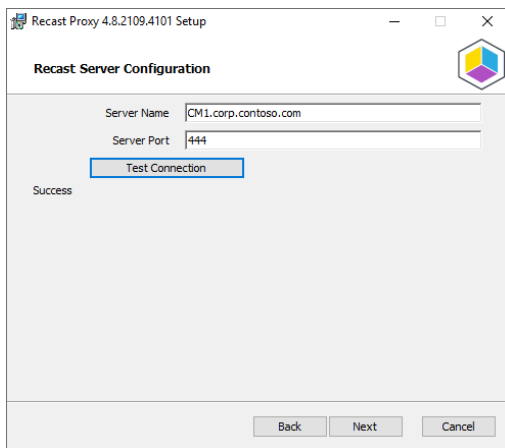 Recast Proxy 4.8.2109.4101 Setup
Recast Server Configuration
Server Name CM1.corp.contoso.com
Server Port 444
Test Connection
Success
Back Next Cancel